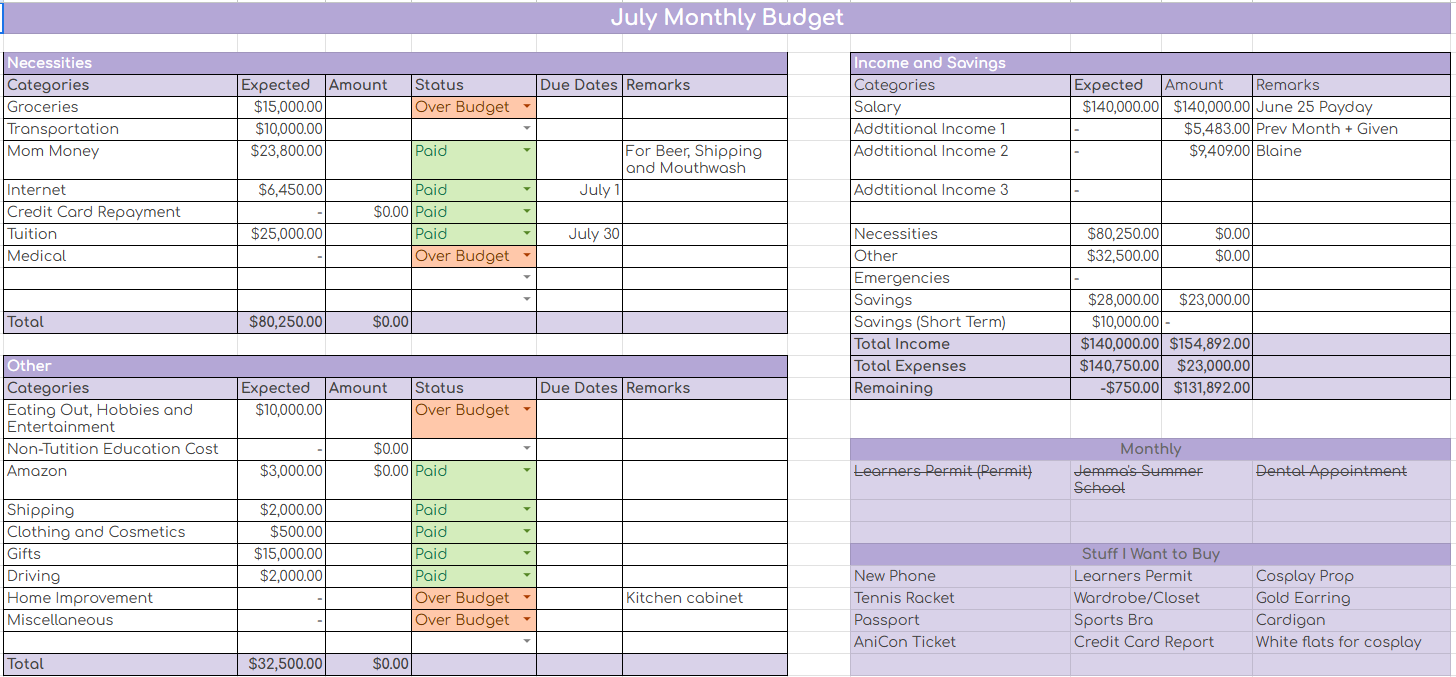 July Monthly Budget
Necessities
Categories Expected Amount Status Due Dates Remarks
Groceries $15,000.00 Over Budget
Transportation $10,000.00
Mom Money $23,800.00 Paid For Beer, Shipping
and Mouthwash
Internet $6,450.00 Paid July 1
Credit Card Repayment - $0.00 Paid
Tuition $25,000.00 Paid July 30
Medical - Over Budget
Total $80,250.00 $0.00
Other
Categories Expected Amount Status Due Dates Remarks
Eating Out, Hobbies and $10,000.00 Over Budget
Entertainment
Non-Tutition Education Cost - $0.00
Amazon $3,000.00 $0.00 Paid
Shipping $2,000.00 Paid
Clothing and Cosmetics $500.00 Paid
Gifts $15,000.00 Paid
Driving $2,000.00 Paid
Home Improvement - Over Budget Kitchen cabinet
Miscellaneous - Over Budget
Total $32,500.00 $0.00
Income and Savings
Categories Expected Amount Remarks
Salary $140,000.00 $140,000.00 June 25 Payday
Addtitional Income 1 - $5,483.00 Prev Month + Given
Addtitional Income 2 - $9,409.00 Blaine
Addtitional Income 3 -
Necessities $80,250.00 $0.00
Other $32,500.00 $0.00
Emergencies -
Savings $28,000.00 $23,000.00
Savings (Short Term) $10,000.00 -
Total Income $140,000.00 $154,892.00
Total Expenses $140,750.00 $23,000.00
Remaining -$750.00 $131,892.00
Monthly
Learners Permit (Permit) Jemma's Summer Dental Appointment
School
Stuff I Want to Buy
New Phone Learners Permit Cosplay Prop
Tennis Racket Wardrobe/Closet Gold Earring
Passport Sports Bra Cardigan
AniCon Ticket Credit Card Report White flats for cosplay